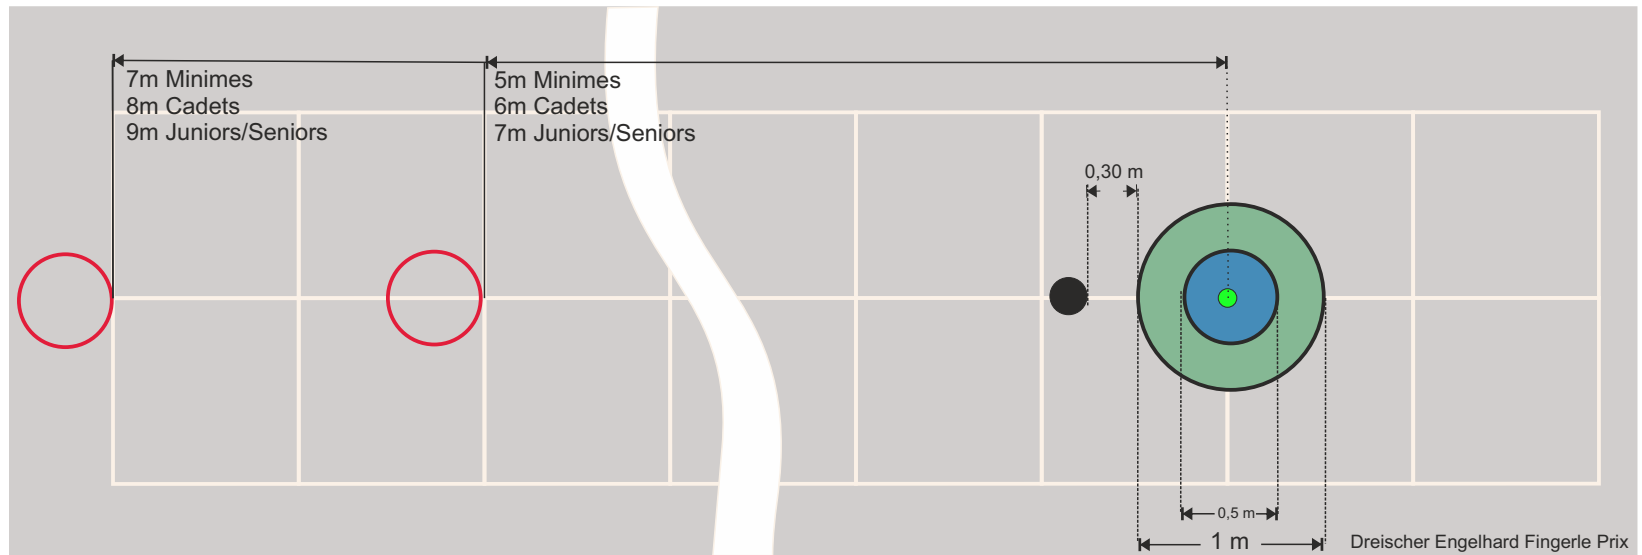 7m Minimes
8m Cadets
9m Juniors/Seniors
5m Minimes
6m Cadets
7m Juniors/Seniors
0,30 m
0,5 m
1 m
Dreischer Engelhard Fingerle Prix